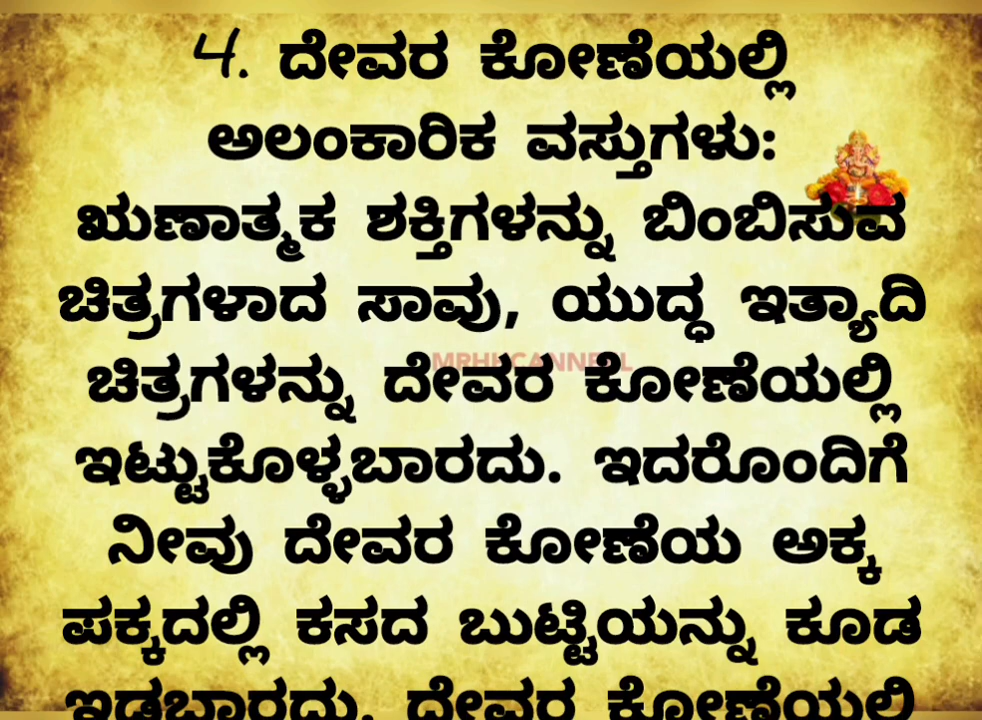 4. ದೇವರ ಕೋಣೆಯಲ್ಲಿ
ಅಲಂಕಾರಿಕ ವಸ್ತುಗಳು:
ಋಣಾತ್ಮಕ ಶಕ್ತಿಗಳನ್ನು ಬಿಂಬಿಸುವ
ಚಿತ್ರಗಳಾದ ಸಾವು, ಯುದ್ಧ ಇತ್ಯಾದಿ
ಚಿತ್ರಗಳನ್ನು ದೇವರ ಕೋಣೆಯಲ್ಲಿ
ಇಟ್ಟುಕೊಳ್ಳಬಾರದು. ಇದರೊಂದಿಗೆ
ನೀವು ದೇವರ ಕೋಣೆಯ ಅಕ್ಕ
ಪಕ್ಕದಲ್ಲಿ ಕಸದ ಬುಟ್ಟಿಯನ್ನು ಕೂಡ
ಇಡಬಾರದು. ದೇವರ ಕೋಣೆಯಲ್ಲಿ